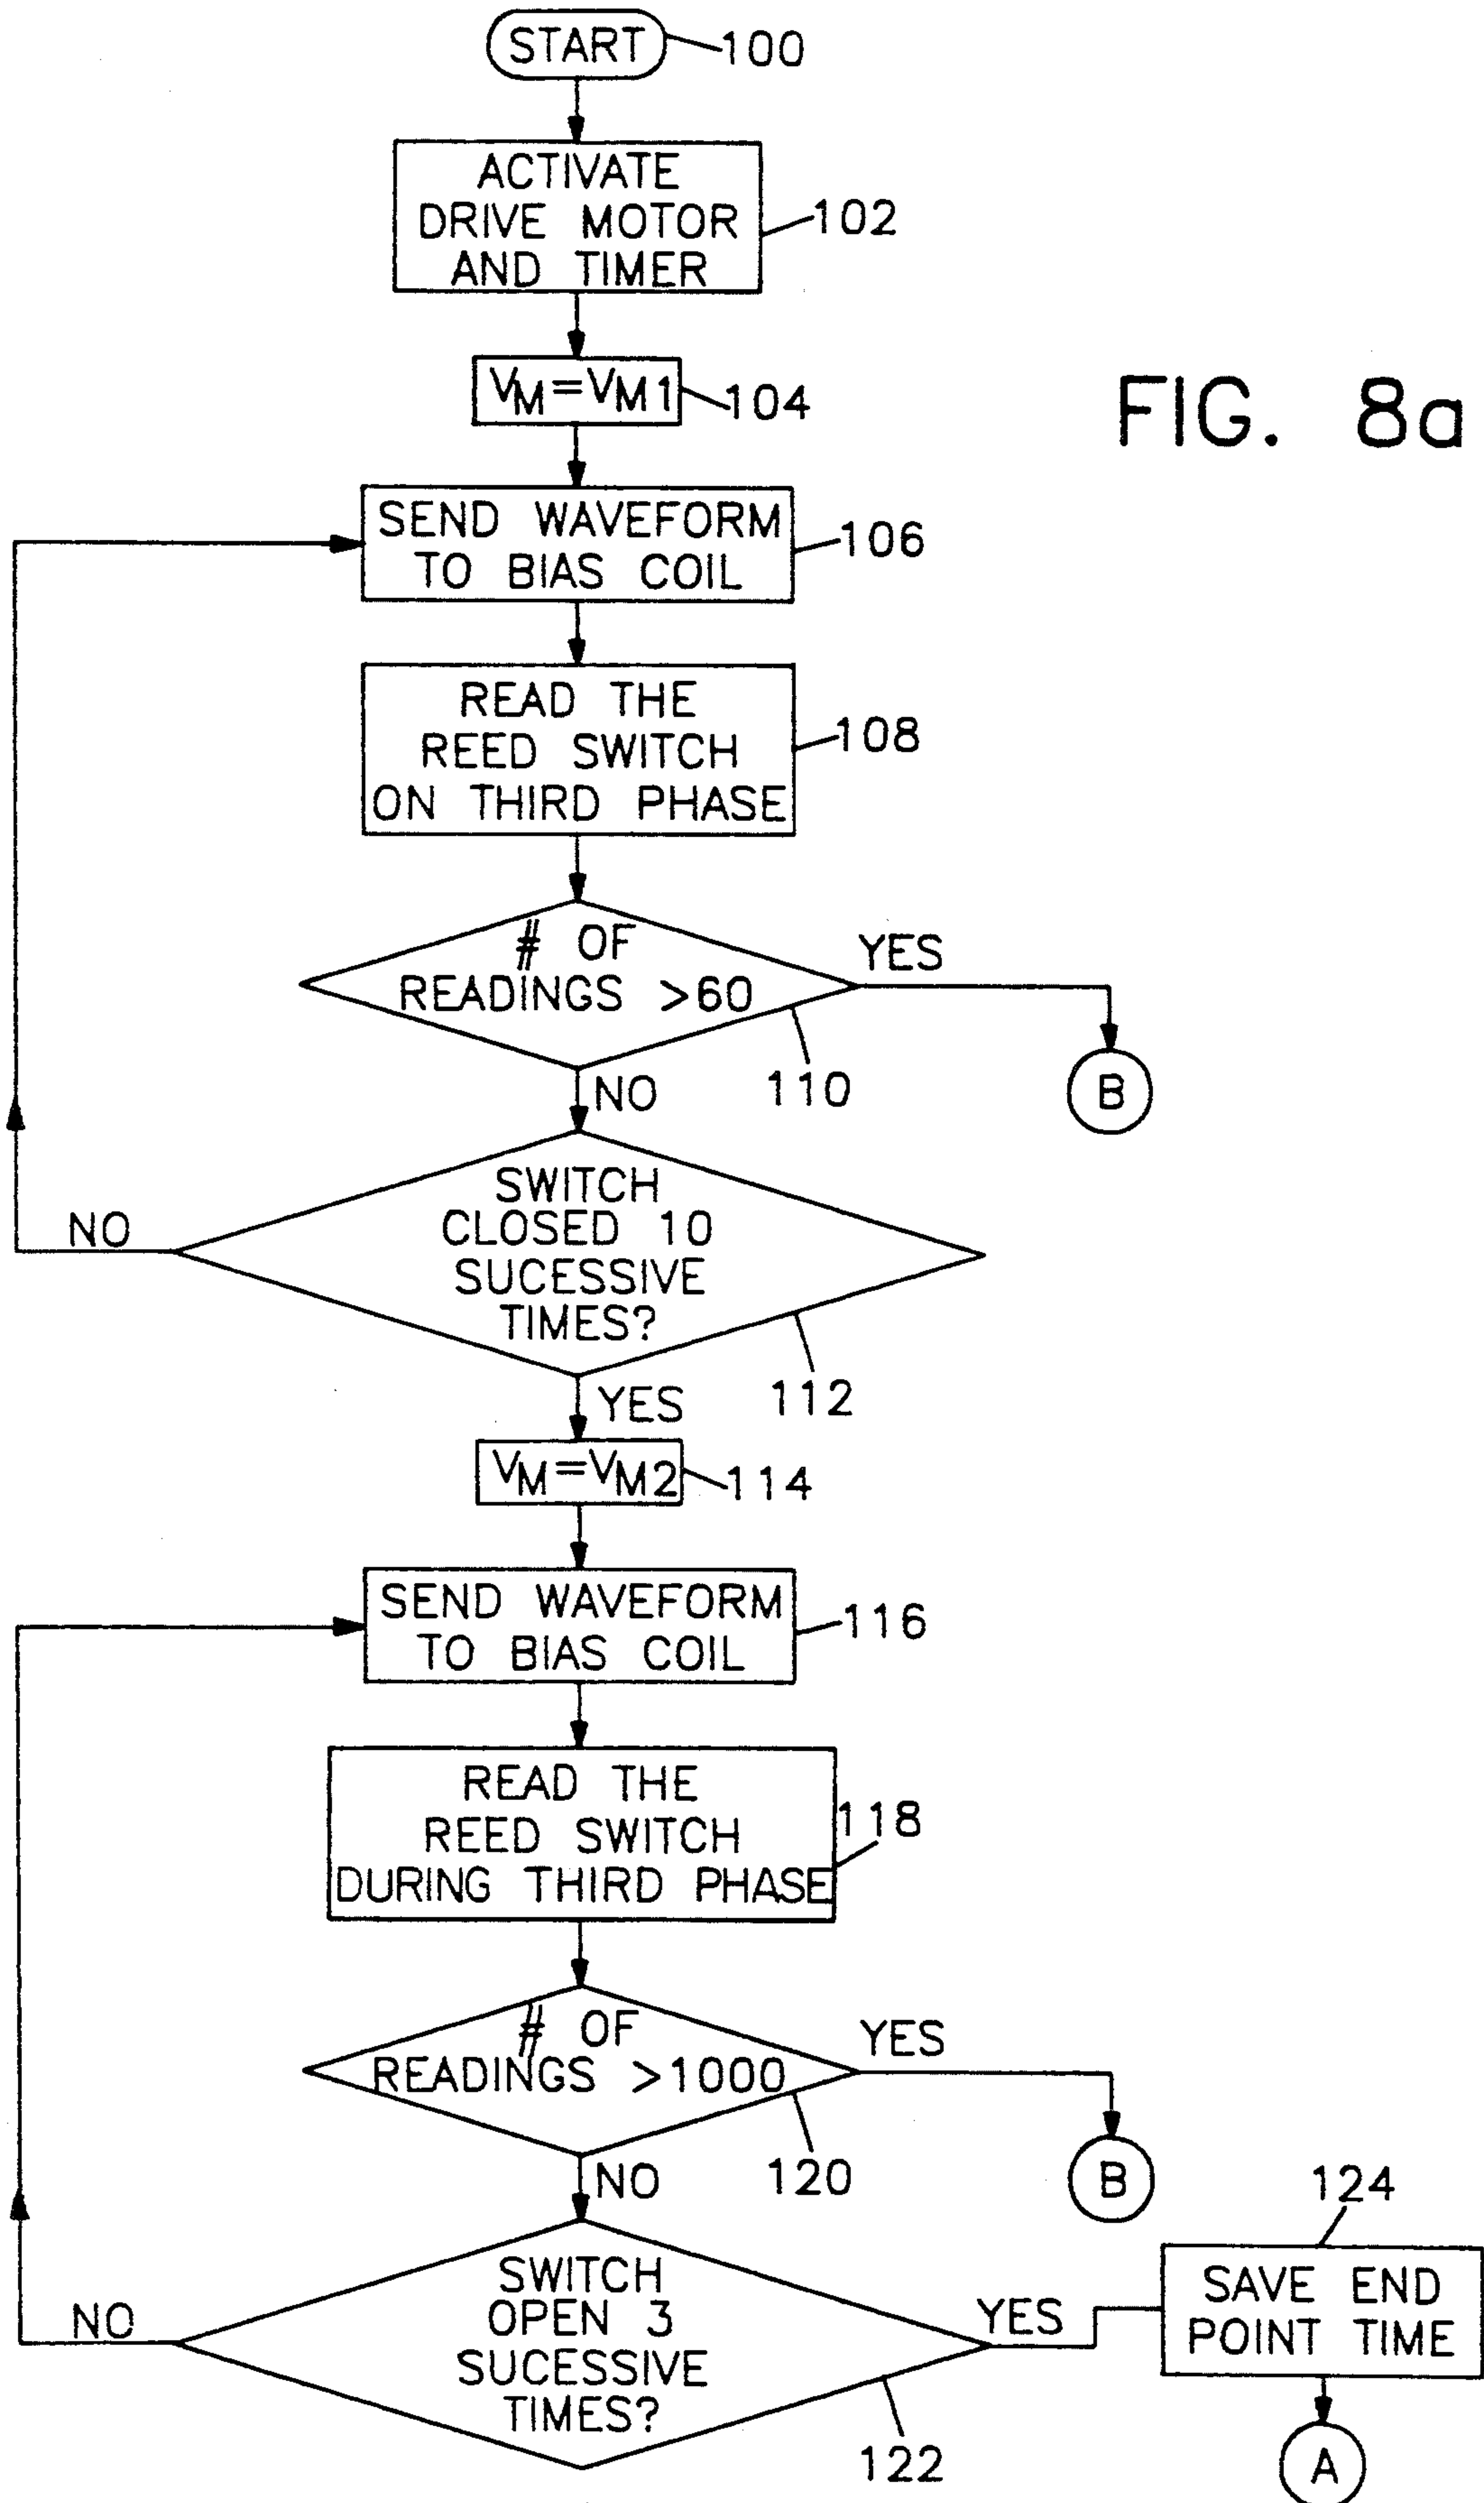 START
100
ACTIVATE
DRIVE MOTOR
AND TIMER
102
VM=VM1
104
FIG. 8a
SEND WAVEFORM
TO BIAS COIL
106
READ THE
REED SWITCH
ON THIRD PHASE
108
# OF
READINGS >60
YES
110
B
NO
SWITCH
CLOSED 10
SUCESSIVE
TIMES?
NO
112
YES
VM=VM2
114
SEND WAVEFORM
TO BIAS COIL
116
READ THE
REED SWITCH
DURING THIRD PHASE
118
# OF
READINGS >1000
YES
120
B
NO
SWITCH
OPEN 3
SUCESSIVE
TIMES?
NO
YES
122
124
SAVE END
POINT TIME
A